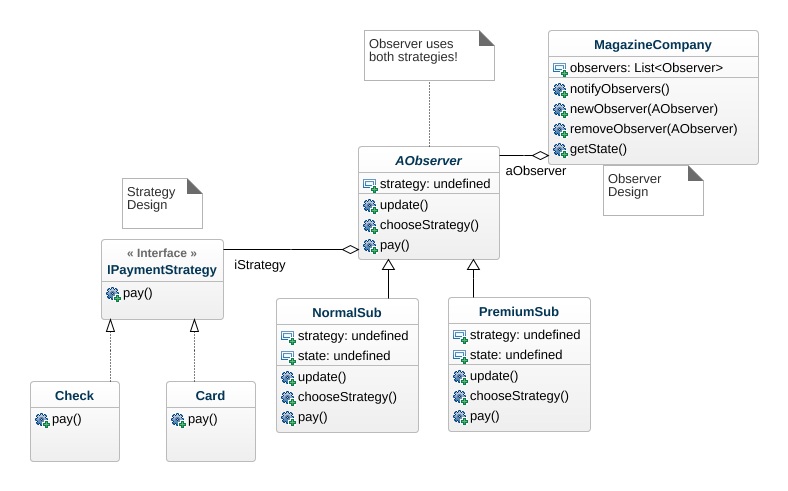 Observer uses
both strategies!
MagazineCompany
observers: List<Observer>
notifyObservers()
newObserver(AObserver)
removeObserver(AObserver)
getState()
Observer
Design
aObserver
AObserver
strategy: undefined
update()
chooseStrategy()
pay()
Strategy
Design
« Interface »
IPaymentStrategy
pay()
iStrategy
NormalSub
strategy: undefined
state: undefined
update()
chooseStrategy()
pay()
PremiumSub
strategy: undefined
state: undefined
update()
chooseStrategy()
pay()
Check
pay()
Card
pay()